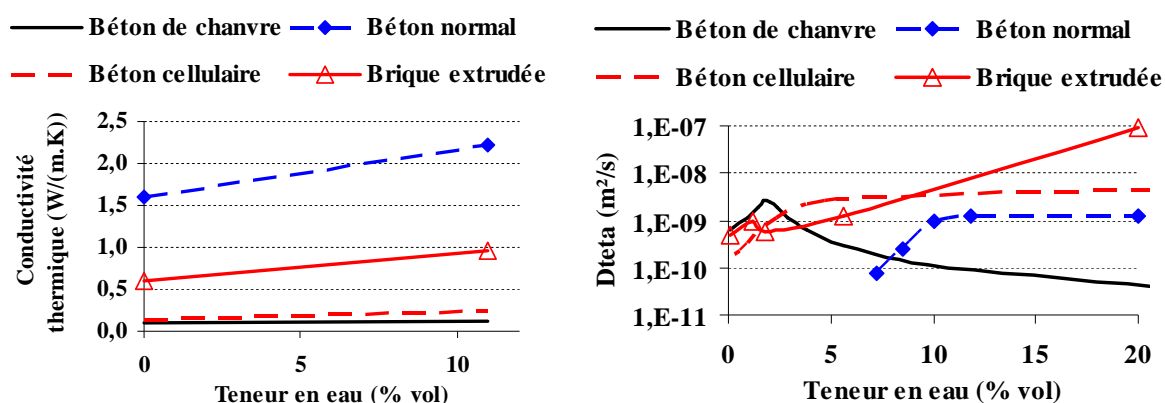 Béton de chanvre
Béton normal
Béton cellulaire
Brique extrudée
2,5
2,0
1,5
1,0
0,5
0,0
Conductivité
thermique (W/(m.K))
0
5
10
Teneur en eau (% vol)
Béton de chanvre
Béton normal
Béton cellulaire
Brique extrudée
1,E-07
1,E-08
1,E-09
1,E-10
1,E-11
Dteta (m²/s)
0
5
10
15
20
Teneur en eau (% vol)